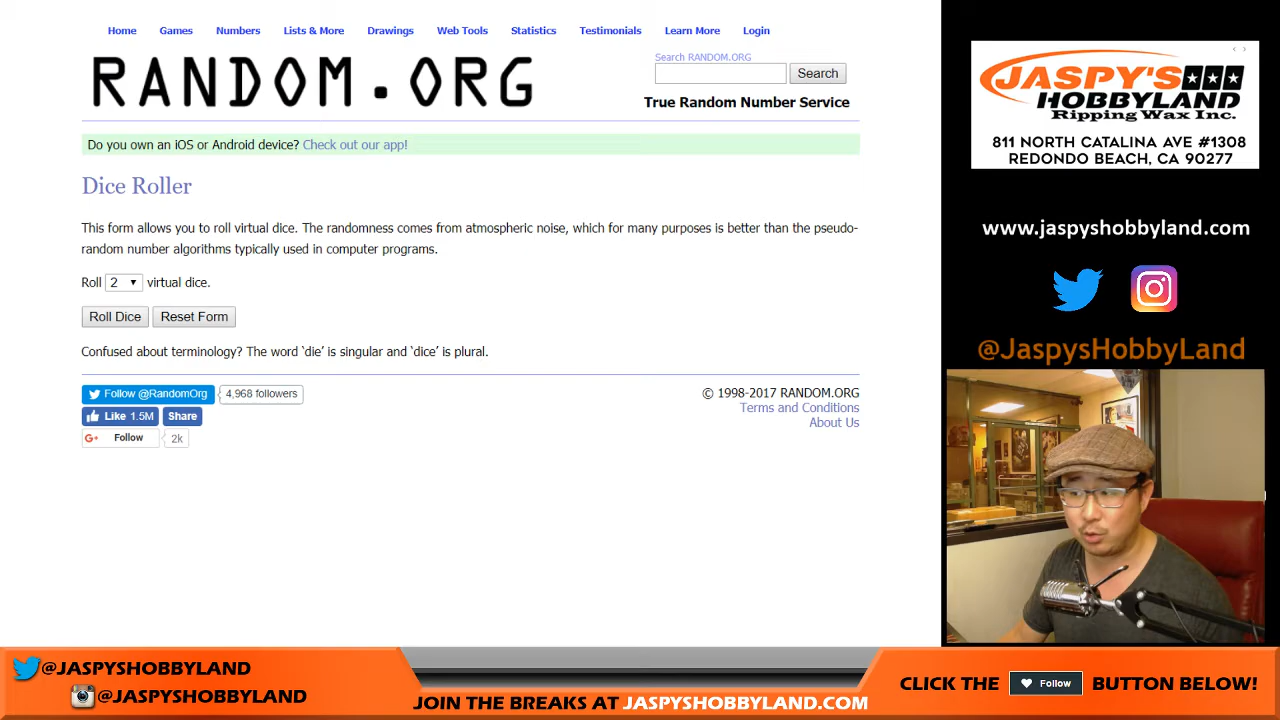 Home Games Numbers Lists & More Drawings Web Tools Statistics Testimonials Learn More Login
RANDOM.ORG
Search RANDOM.ORG
Search
True Random Number Service
Do you own an iOS or Android device? Check out our app!
Dice Roller
This form allows you to roll virtual dice. The randomness comes from atmospheric noise, which for many purposes is better than the pseudo-
random number algorithms typically used in computer programs.
Roll 2 virtual dice.
Roll Dice Reset Form
Confused about terminology? The word ‘die’ is singular and ‘dice’ is plural.
Follow @RandomOrg 4,968 followers
Like 1.5M Share
G+ Follow 2k
© 1998-2017 RANDOM.ORG
Terms and Conditions
About Us
JASPY'S
HOBBYLAND
Ripping Wax Inc.
811 NORTH CATALINA AVE #1308
REDONDO BEACH, CA 90277
www.jaspyshobbyland.com
@JaspysHobbyLand
@JASPYSHOBBYLAND
@JASPYSHOBBYLAND
JOIN THE BREAKS AT JASPYSHOBBYLAND.COM
CLICK THE Follow BUTTON BELOW!